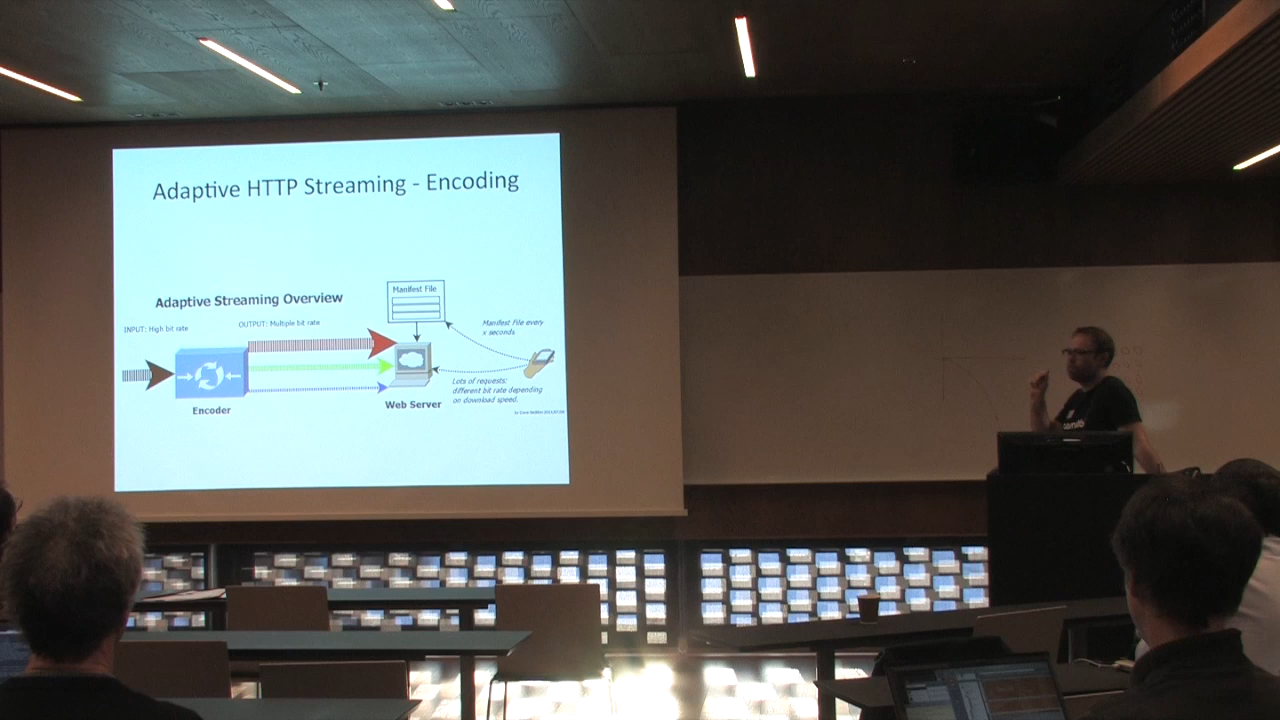 Adaptive HTTP Streaming - Encoding
Adaptive Streaming Overview
Manifest File
INPUT: High bit rate
OUTPUT: Multiple bit rate
Manifest File every
x seconds
Lots of requests:
different bit rate depending
on download speed.
Encoder
Web Server